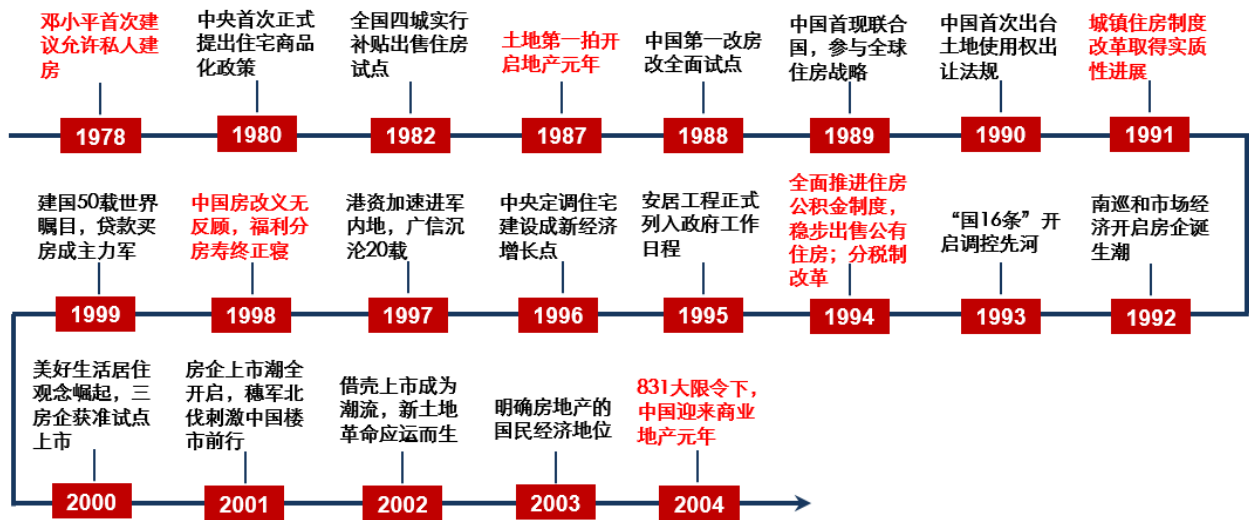 邓小平首次建
议允许私人建
房
中央首次正式
提出住宅商品
化政策
全国四城实行
补贴出售住房
试点
土地第一拍开
启地产元年
中国第一改房
改全面试点
中国首现联合
国，参与全球
住房战略
中国首次出台
土地使用权出
让法规
城镇住房制度
改革取得实质
性进展
1978
1980
1982
1987
1988
1989
1990
1991
建国50载世界
瞩目，贷款买
房成主力军
中国房改义无
反顾，福利分
房寿终正寝
港资加速进军
内地，广信沉
沦20载
中央定调住宅
建设成新经济
增长点
安居工程正式
列入政府工作
日程
全面推进住房
公积金制度，
稳步出售公有
住房；分税制
改革
“国16条”开
启调控先河
南巡和市场经
济开启房企诞
生潮
1999
1998
1997
1996
1995
1994
1993
1992
美好生活居住
观念崛起，三
房企获准试点
上市
房企上市潮全
开启，穗军北
伐刺激中国楼
市前行
借壳上市成为
潮流，新土地
革命应运而生
明确房地产的
国民经济地位
831大限令下，
中国迎来商业
地产元年
2000
2001
2002
2003
2004